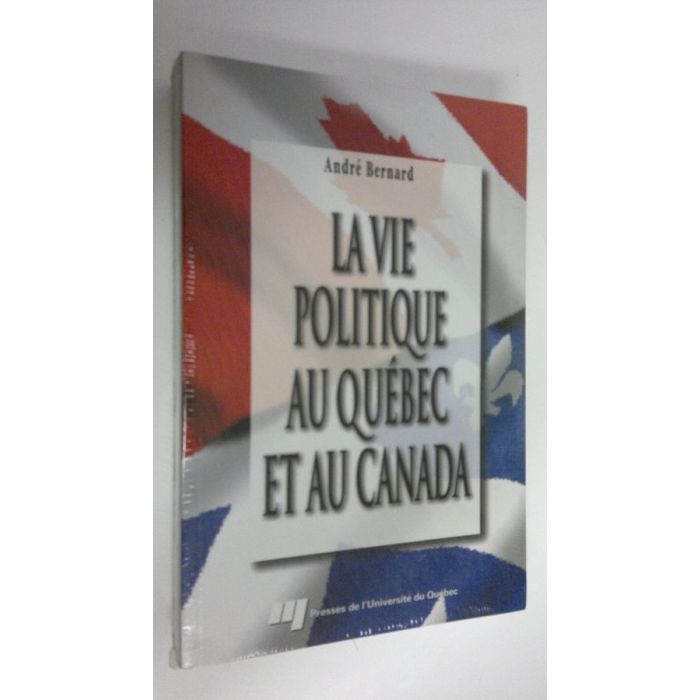 André Bernard
LA VIE
POLITIQUE
AU QUÉBEC
ET AU CANADA
Presses de l'Université du Québec